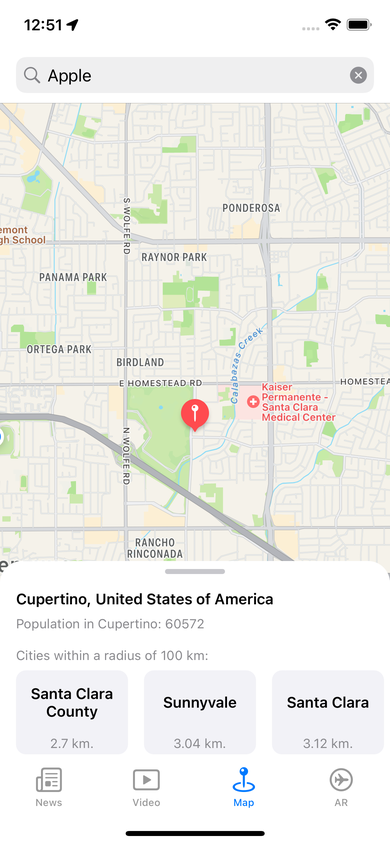 12:51
Apple
S WOLFE RD
PONDEROSA
emont
gh School
RAYNOR PARK
PANAMA PARK
Calabazas Creek
ORTEGA PARK
BIRDLAND
E HOMESTEAD RD
HOMESTEA
Kaiser
Permanente -
Santa Clara
Medical Center
N WOLFE RD
RANCHO
RINCONADA
er
Cupertino, United States of America
Population in Cupertino: 60572
Cities within a radius of 100 km:
Santa Clara
County
2.7 km.
Sunnyvale
3.04 km.
Santa Clara
3.12 km.
News
Video
Map
AR